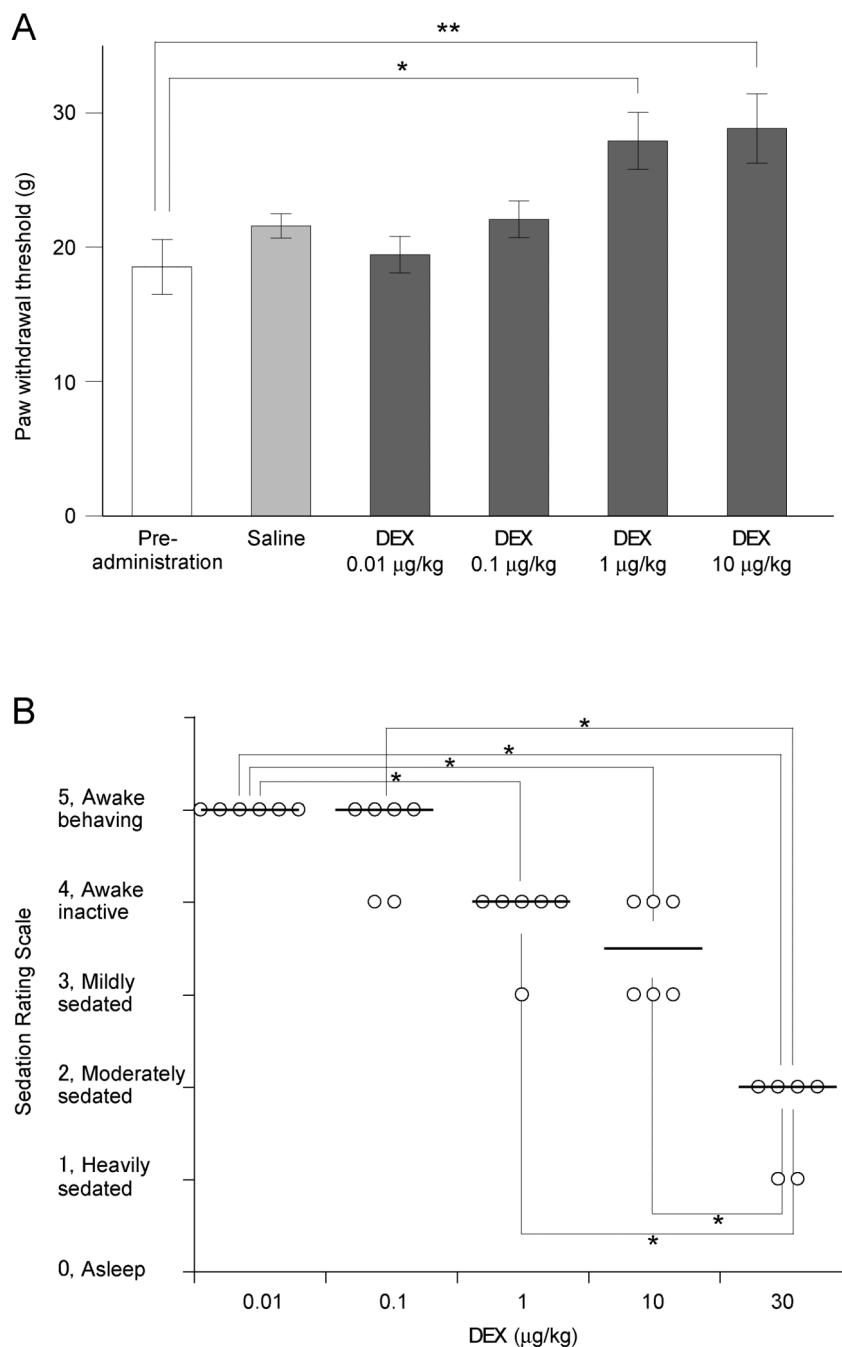 A
**
*
30
20
10
0
Paw withdrawal threshold (g)
Pre-
administration
Saline
DEX
0.01 μg/kg
DEX
0.1 μg/kg
DEX
1 μg/kg
DEX
10 μg/kg
B
*
*
*
*
5, Awake
behaving
4, Awake
inactive
3, Mildly
sedated
2, Moderately
sedated
1, Heavily
sedated
0, Asleep
Sedation Rating Scale
*
*
0.01
0.1
1
10
30
DEX (μg/kg)